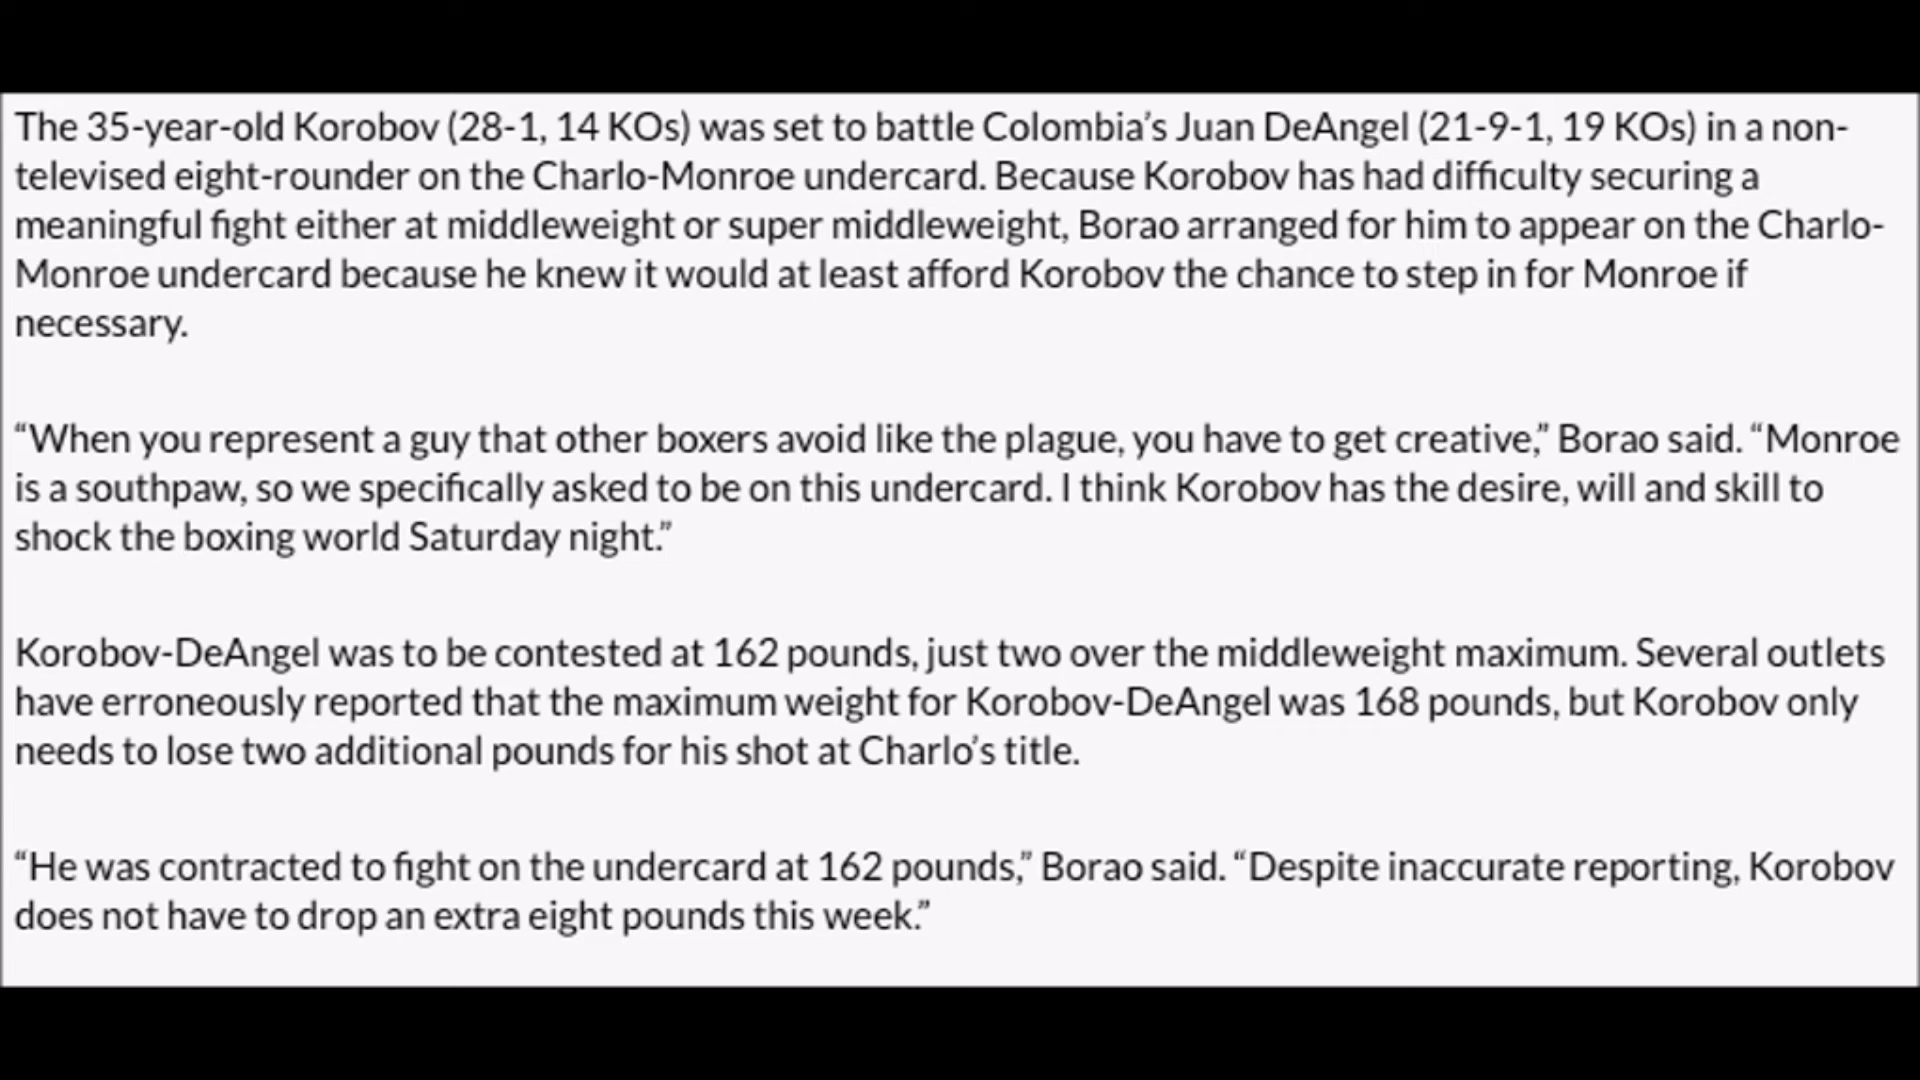 The 35-year-old Korobov (28-1, 14 KOs) was set to battle Colombia’s Juan DeAngel (21-9-1, 19 KOs) in a non-
televised eight-rounder on the Charlo-Monroe undercard. Because Korobov has had difficulty securing a
meaningful fight either at middleweight or super middleweight, Borao arranged for him to appear on the Charlo-
Monroe undercard because he knew it would at least afford Korobov the chance to step in for Monroe if
necessary.
“When you represent a guy that other boxers avoid like the plague, you have to get creative,” Borao said. “Monroe
is a southpaw, so we specifically asked to be on this undercard. I think Korobov has the desire, will and skill to
shock the boxing world Saturday night.”
Korobov-DeAngel was to be contested at 162 pounds, just two over the middleweight maximum. Several outlets
have erroneously reported that the maximum weight for Korobov-DeAngel was 168 pounds, but Korobov only
needs to lose two additional pounds for his shot at Charlo’s title.
“He was contracted to fight on the undercard at 162 pounds,” Borao said. “Despite inaccurate reporting, Korobov
does not have to drop an extra eight pounds this week.”